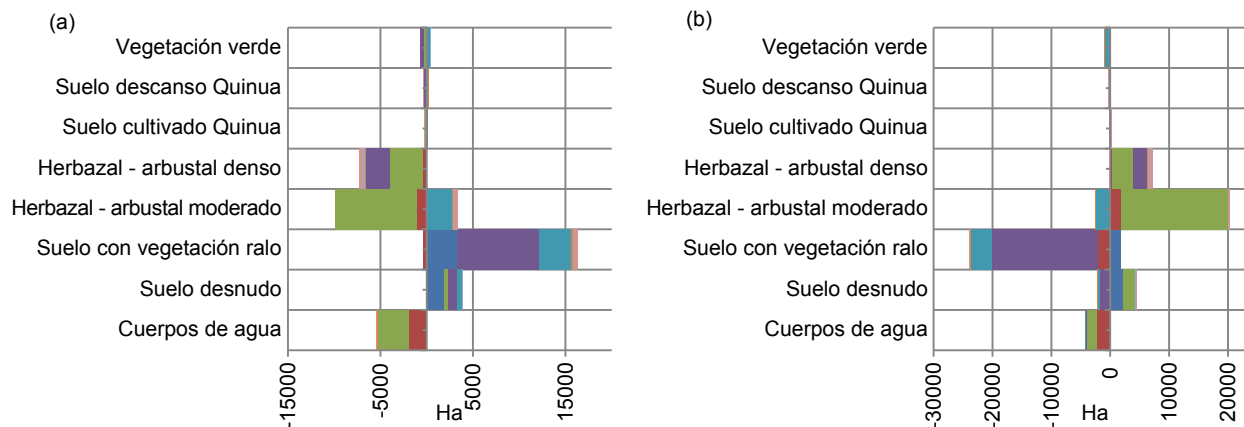 (a)
Vegetación verde
Suelo descanso Quinua
Suelo cultivado Quinua
Herbazal - arbustal denso
Herbazal - arbustal moderado
Suelo con vegetación ralo
Suelo desnudo
Cuerpos de agua
-15000
-5000
5000
15000
Ha
(b)
Vegetación verde
Suelo descanso Quinua
Suelo cultivado Quinua
Herbazal - arbustal denso
Herbazal - arbustal moderado
Suelo con vegetación ralo
Suelo desnudo
Cuerpos de agua
-30000
-20000
-10000
0
10000
20000
Ha